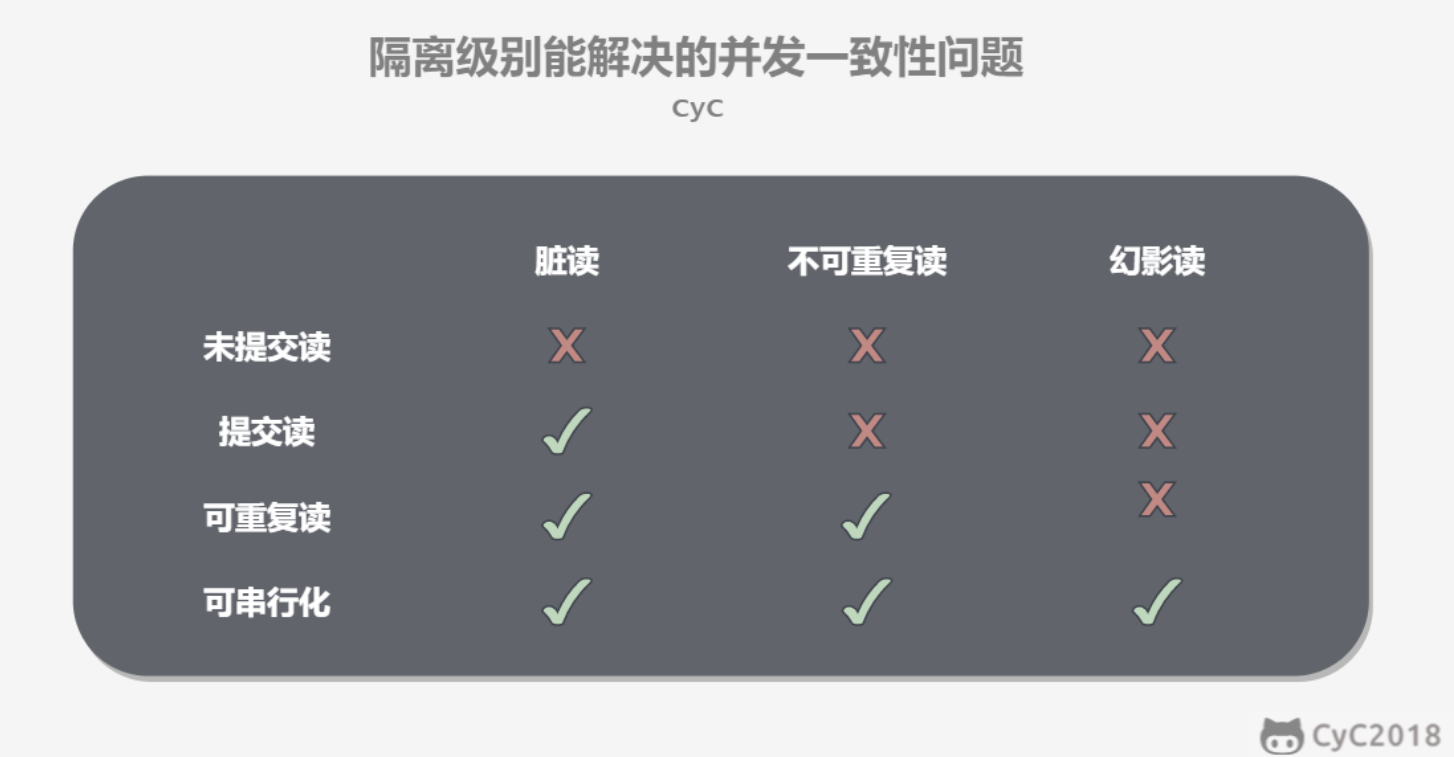 隔离级别能解决的并发一致性问题
CyC
脏读 不可重复读 幻影读
未提交读 X X X
提交读 ✓ X X
可重复读 ✓ ✓ X
可串行化 ✓ ✓ ✓
CyC2018